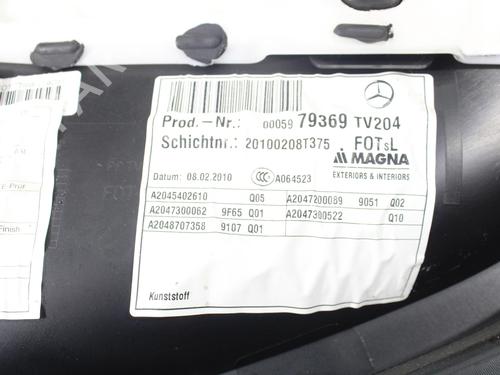 Prod.-Nr.: 00059 79369 TV204
Schichtnr.: 20100208T375 FOTsL
MAGNA
EXTERIORS & INTERIORS
Datum: 08.02.2010 CCC A064523
A2045402610 Q05 A2047200089 9051 Q02
A2047300062 9F65 Q01 A2047300522 Q10
A2048707358 9107 Q01
Kunststoff